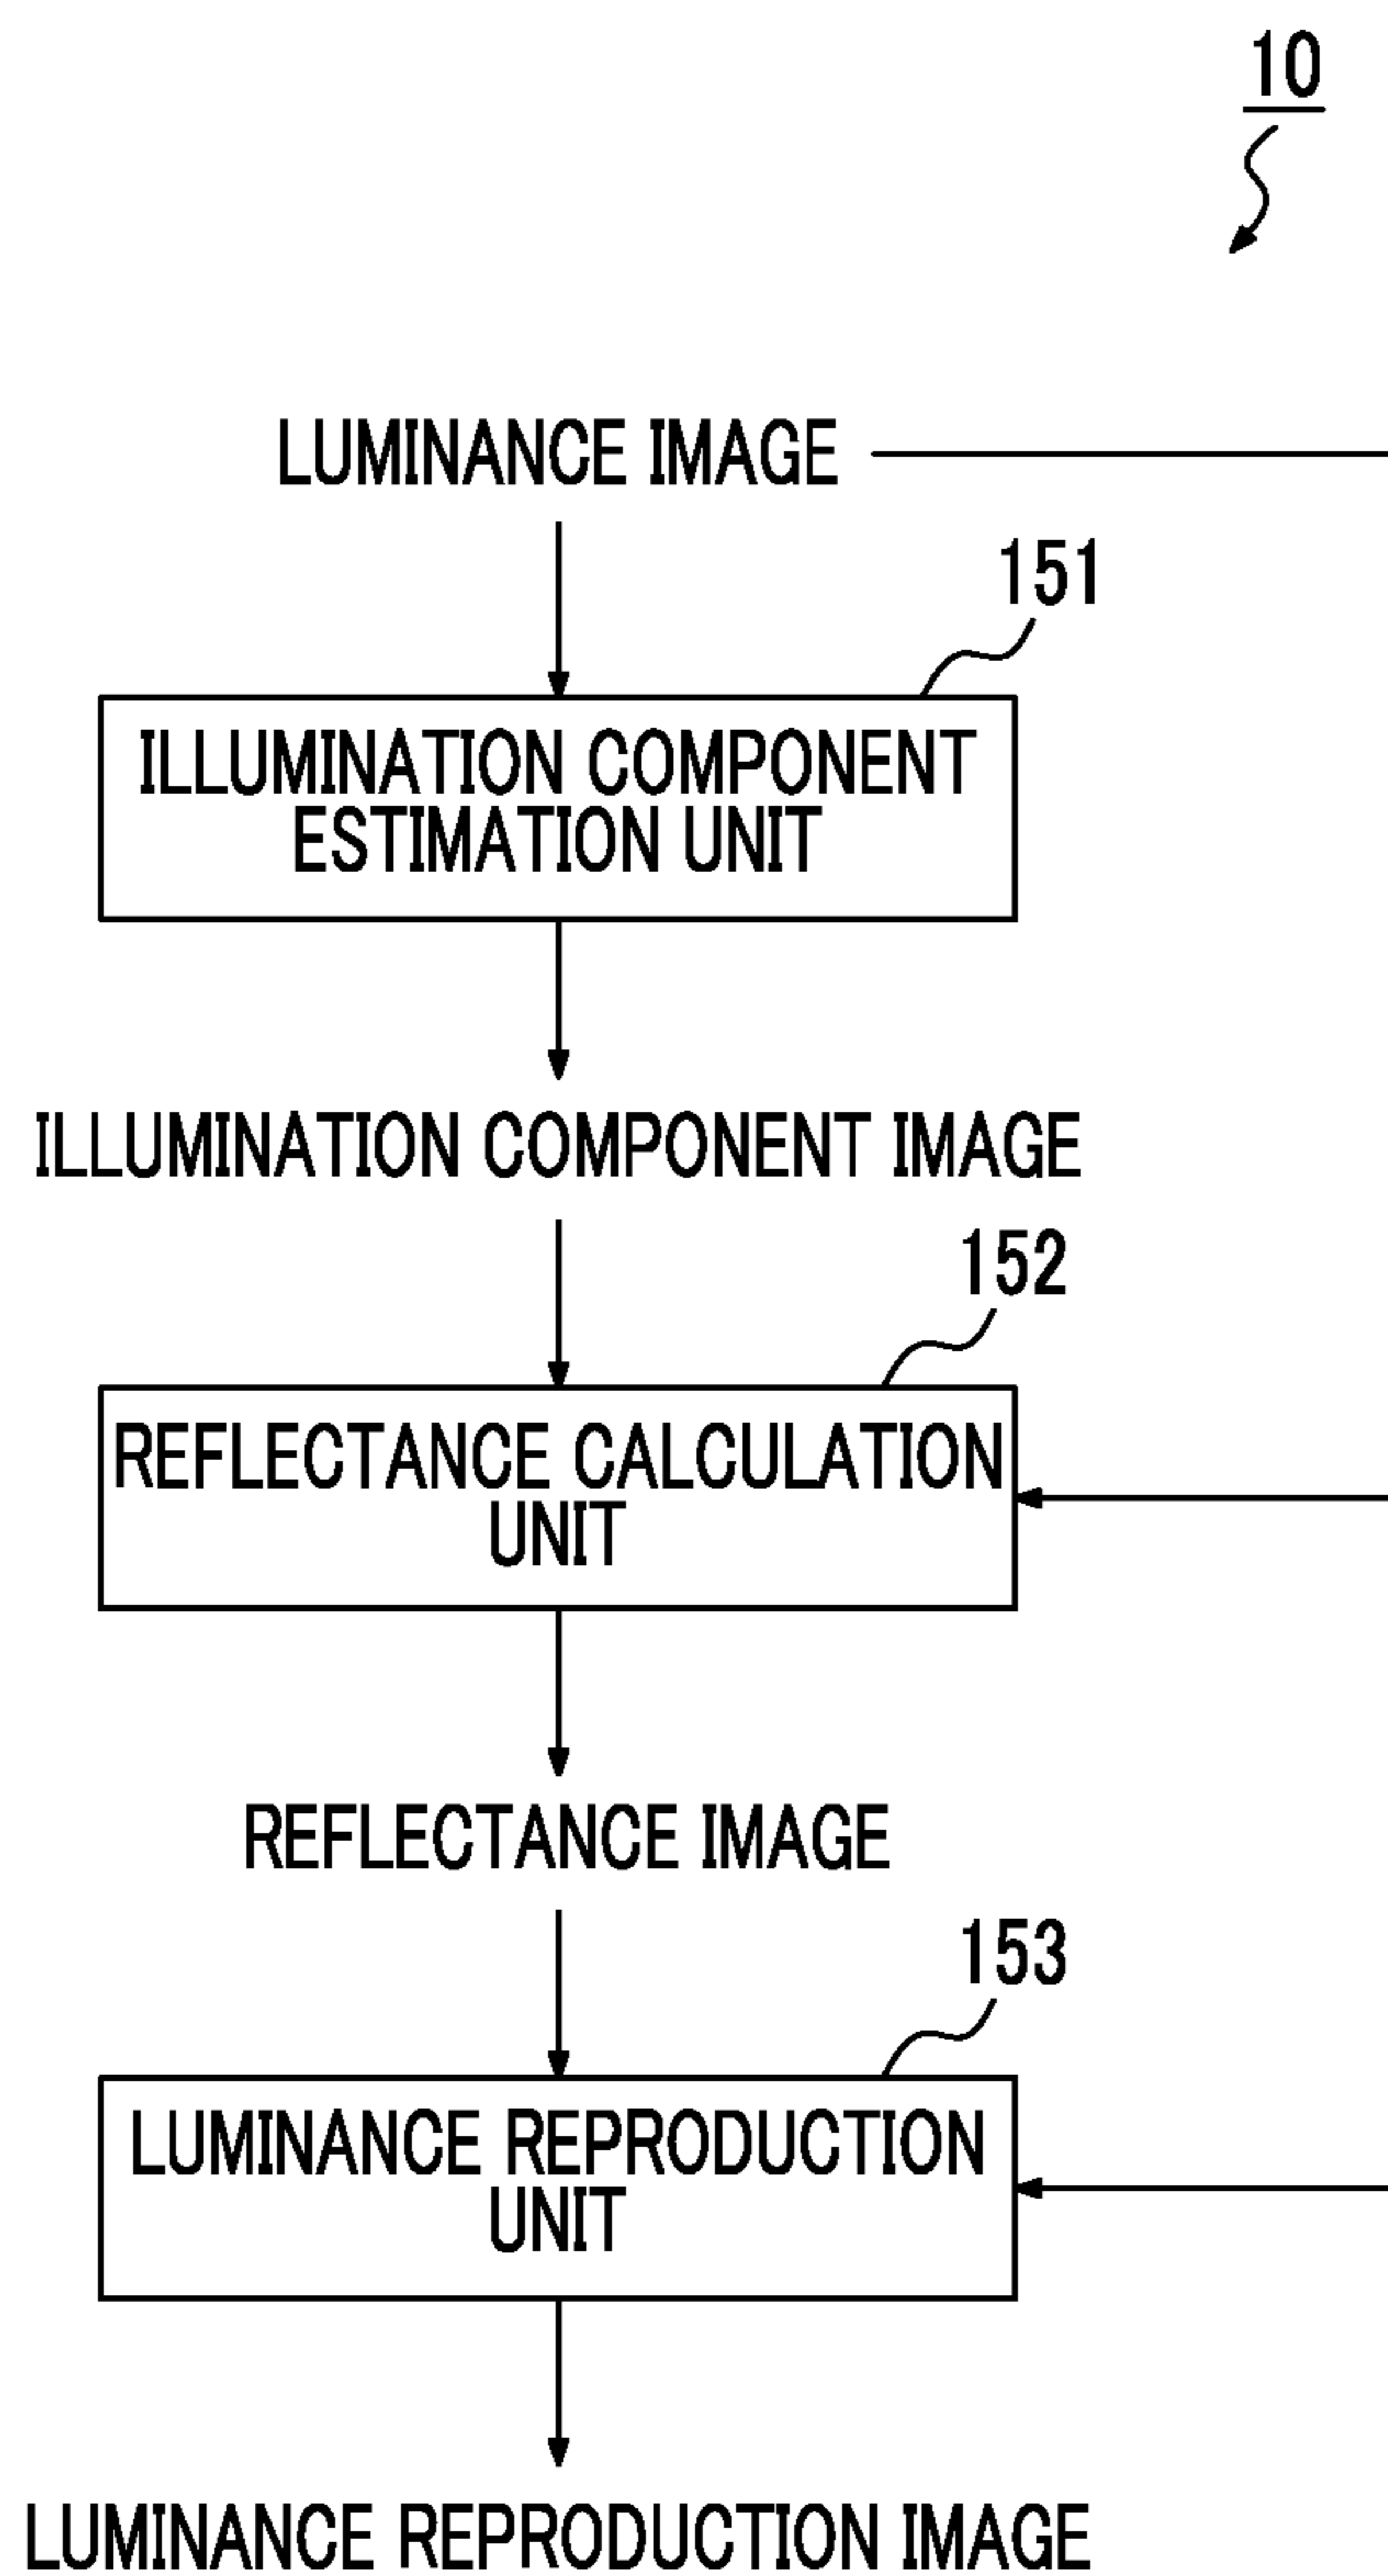 10
LUMINANCE IMAGE
151
ILLUMINATION COMPONENT
ESTIMATION UNIT
ILLUMINATION COMPONENT IMAGE
152
REFLECTANCE CALCULATION
UNIT
REFLECTANCE IMAGE
153
LUMINANCE REPRODUCTION
UNIT
LUMINANCE REPRODUCTION IMAGE